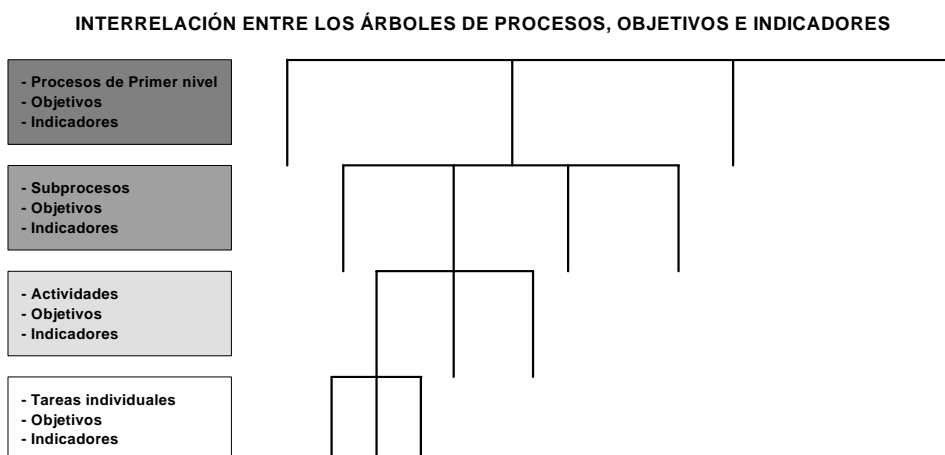 INTERRELACIÓN ENTRE LOS ÁRBOLES DE PROCESOS, OBJETIVOS E INDICADORES
- Procesos de Primer nivel
- Objetivos
- Indicadores
- Subprocesos
- Objetivos
- Indicadores
- Actividades
- Objetivos
- Indicadores
- Tareas individuales
- Objetivos
- Indicadores